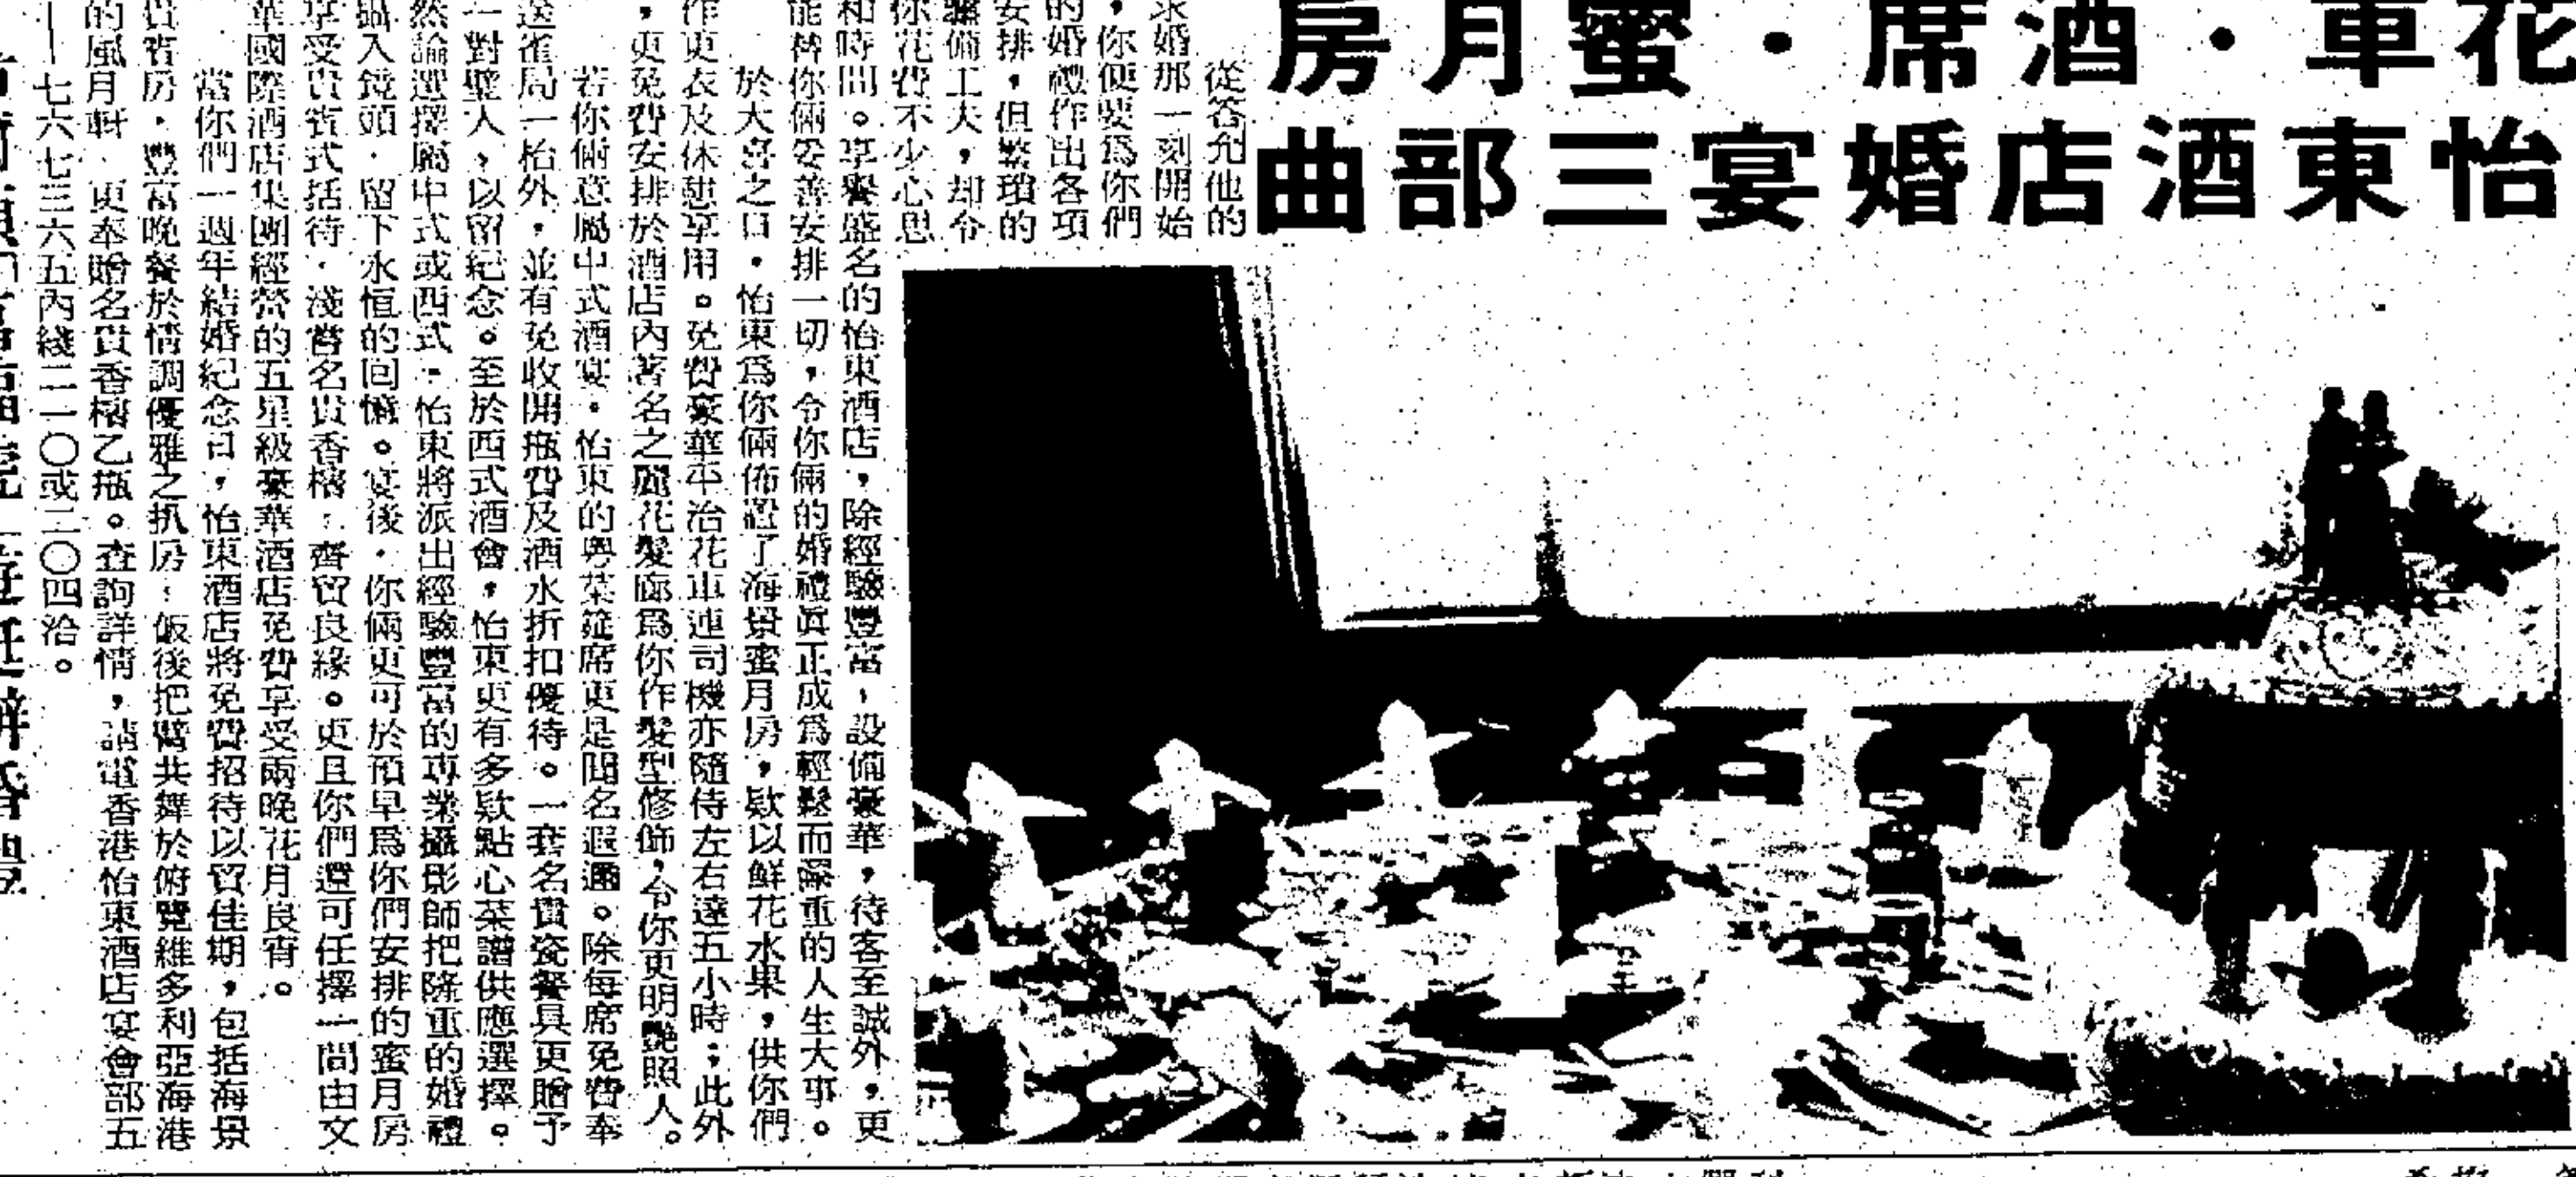 花車．酒席．蜜月房
怡東酒店婚宴三部曲
從答允他的
求婚那一刻開始
，你便要為你們
的婚禮作出各項
安排，但繁瑣的
籌備工夫，却令
你花費不少心思
和時間。享譽盛名的怡東酒店，除經驗豐富、設備豪華，待客至誠外，更
能替你倆妥善安排一切，令你倆的婚禮眞正成為輕鬆而深重的人生大事。
於大喜之日，怡東為你倆佈置了海景蜜月房，欵以鮮花水果，供你們
作更衣及休憩享用。免費豪華平治花車連司機亦隨侍左右達五小時；此外
，更免費安排於酒店內著名之麗花髮廊為你作髮型修飾，令你更明艷照人。
若你倆意屬中式酒宴，怡東的粤菜筵席更是聞名遐邇。除每席免費奉
送雀局一枱外，並有免收開瓶費及酒水折扣優待。一套名貴瓷餐具更贈予
一對璧人，以留紀念。至於西式酒會，怡東更有多欵點心菜譜供應選擇。
然論選擇屬中式或西式，怡東將派出經驗豐富的專業攝影師把隆重的婚禮
攝入鏡頭，留下永恒的回憶。宴後，你倆更可於預早為你們安排的蜜月房
享受貴賓式括待，淺嘗名貴香檳，齊賀良緣。更且你們還可任擇一間由文
華國際酒店集團經營的五星級豪華酒店免費享受兩晚花月良宵。
當你們一週年結婚紀念日，怡東酒店將免費招待以賀佳期，包括海景
貴賓房，豐富晚餐於情調優雅之扒房；飯後把臂共舞於俯覽維多利亞海港
的風月軒，更奉贈名貴香檳乙瓶。查詢詳情，請電香港怡東酒店宴會部五
——七六七三六五內綫二一一〇或二〇四洽。